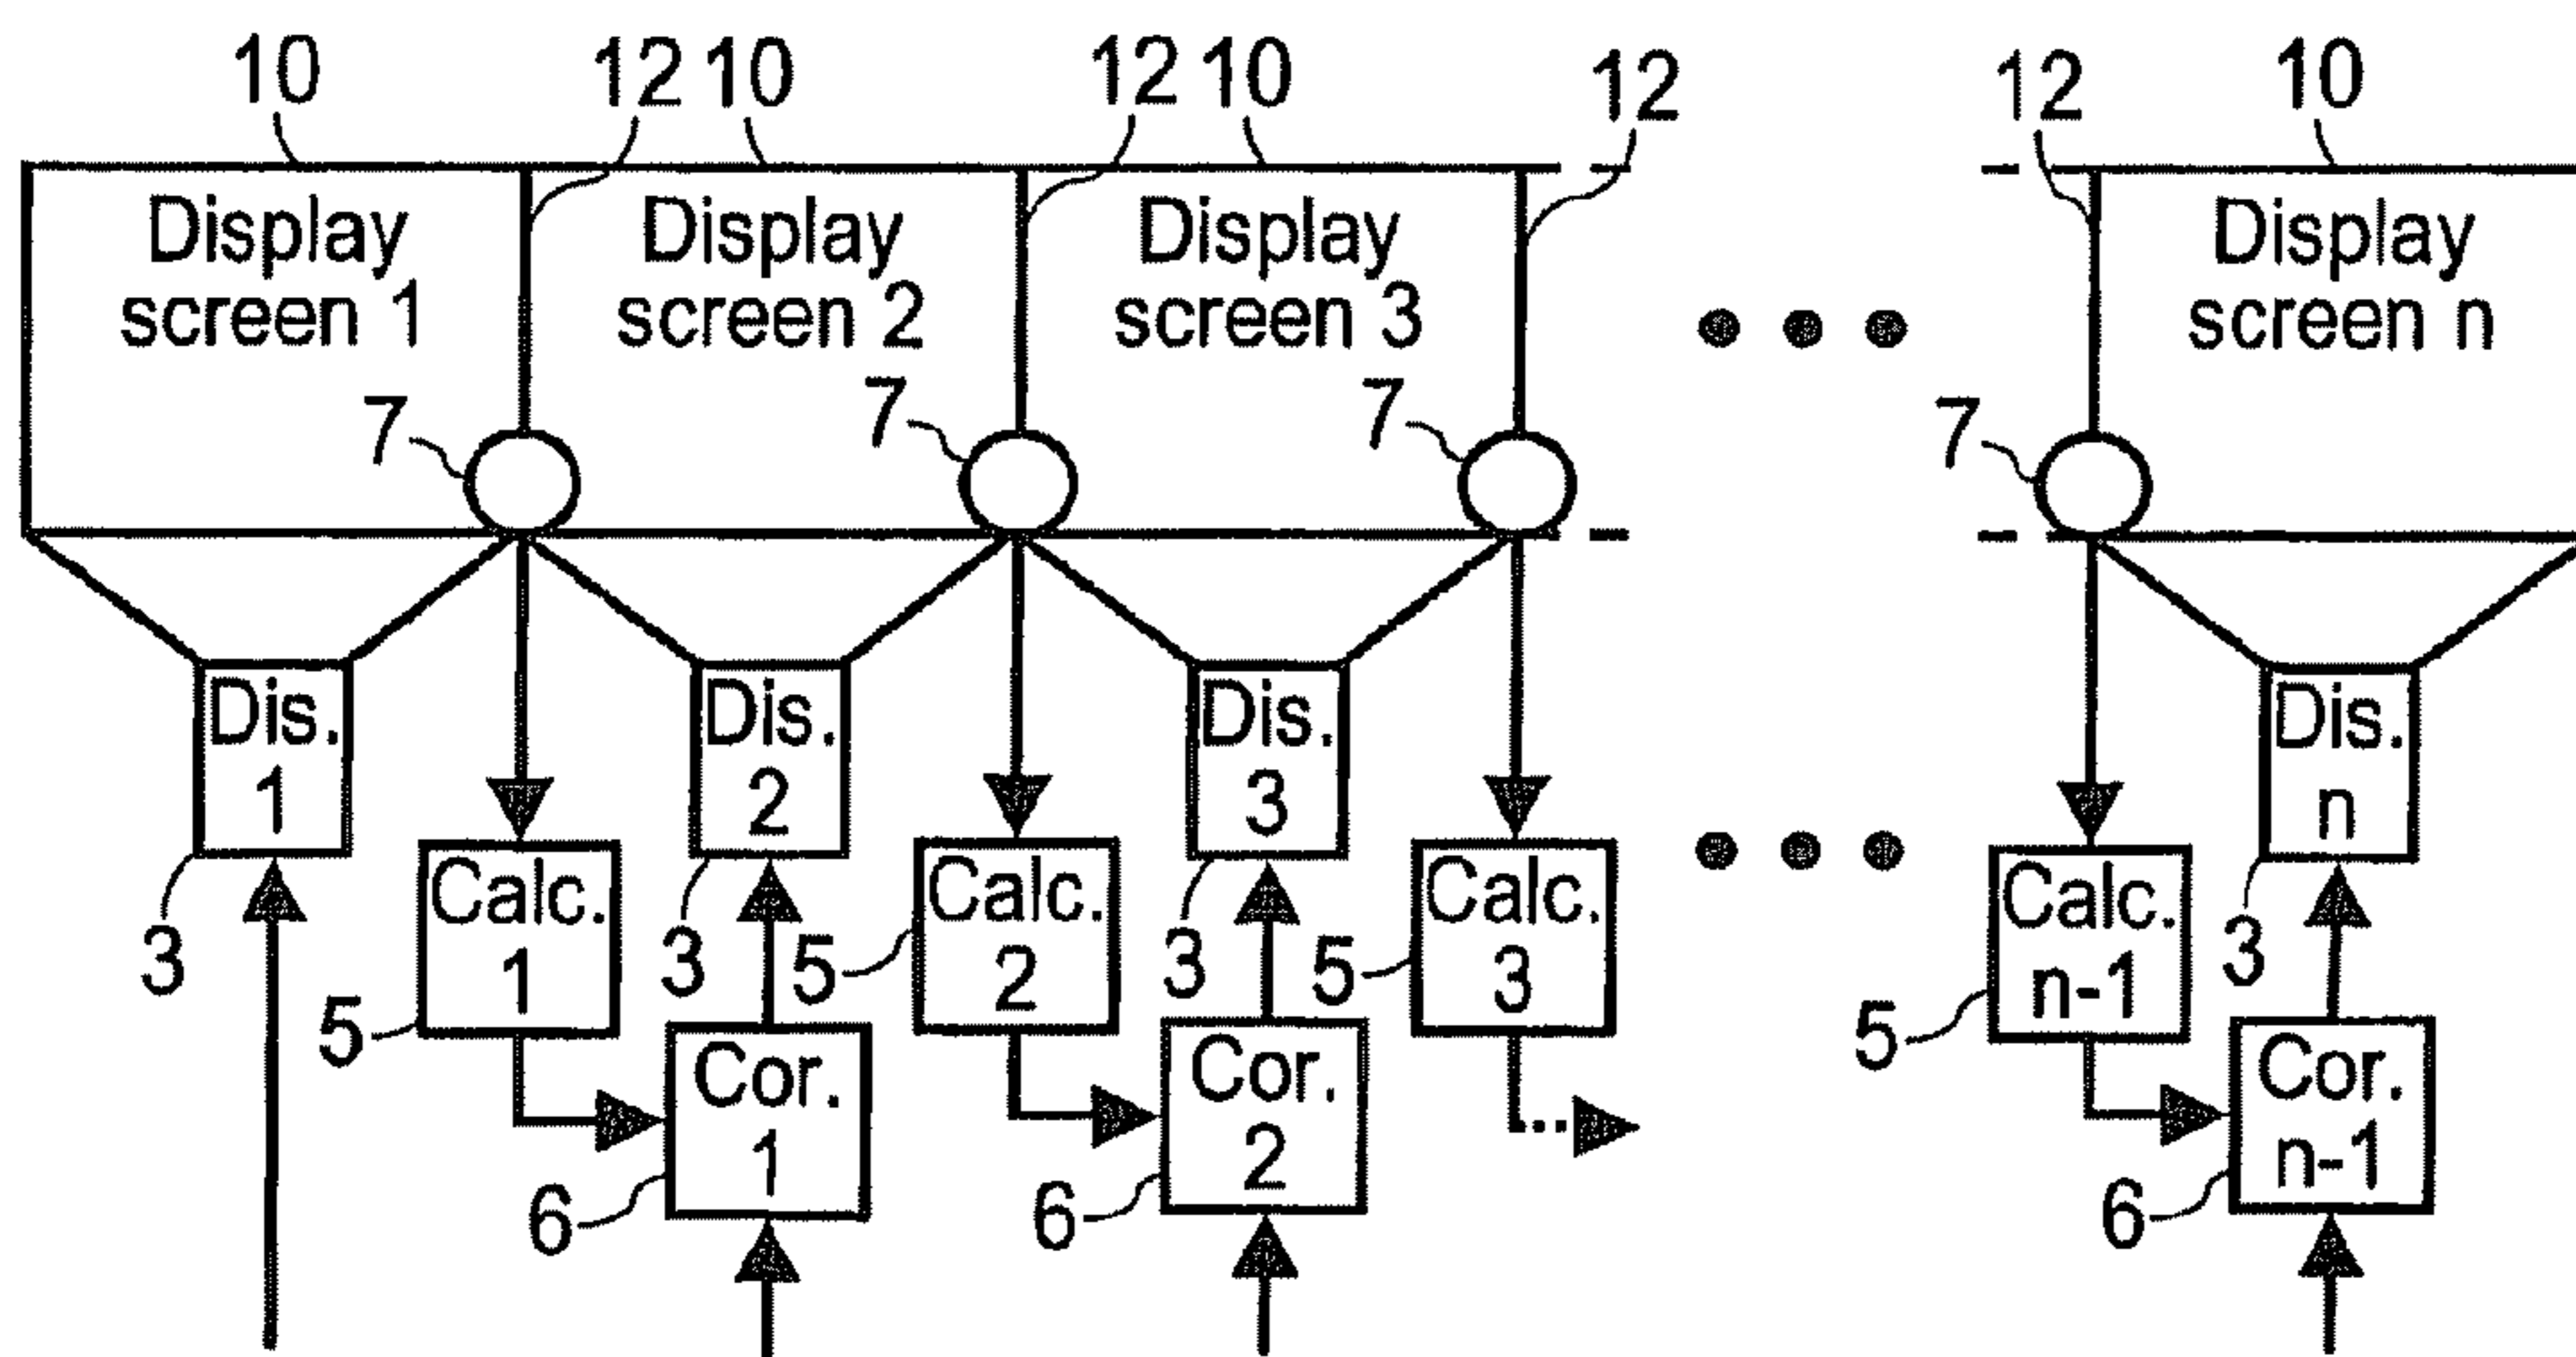 10 12 10 12 10 12 12 10
Display screen 1
Display screen 2
Display screen 3
Display screen n
7 7 7 7
Dis. 1
Dis. 2
Dis. 3
Dis. n
3 3 3 3
Calc. 1
Calc. 2
Calc. 3
Calc. n-1
5 5 5 5
Cor. 1
Cor. 2
Cor. n-1
6 6 6